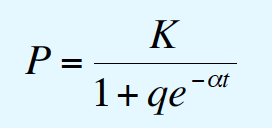 P = K / (1 + qe^{-αt})